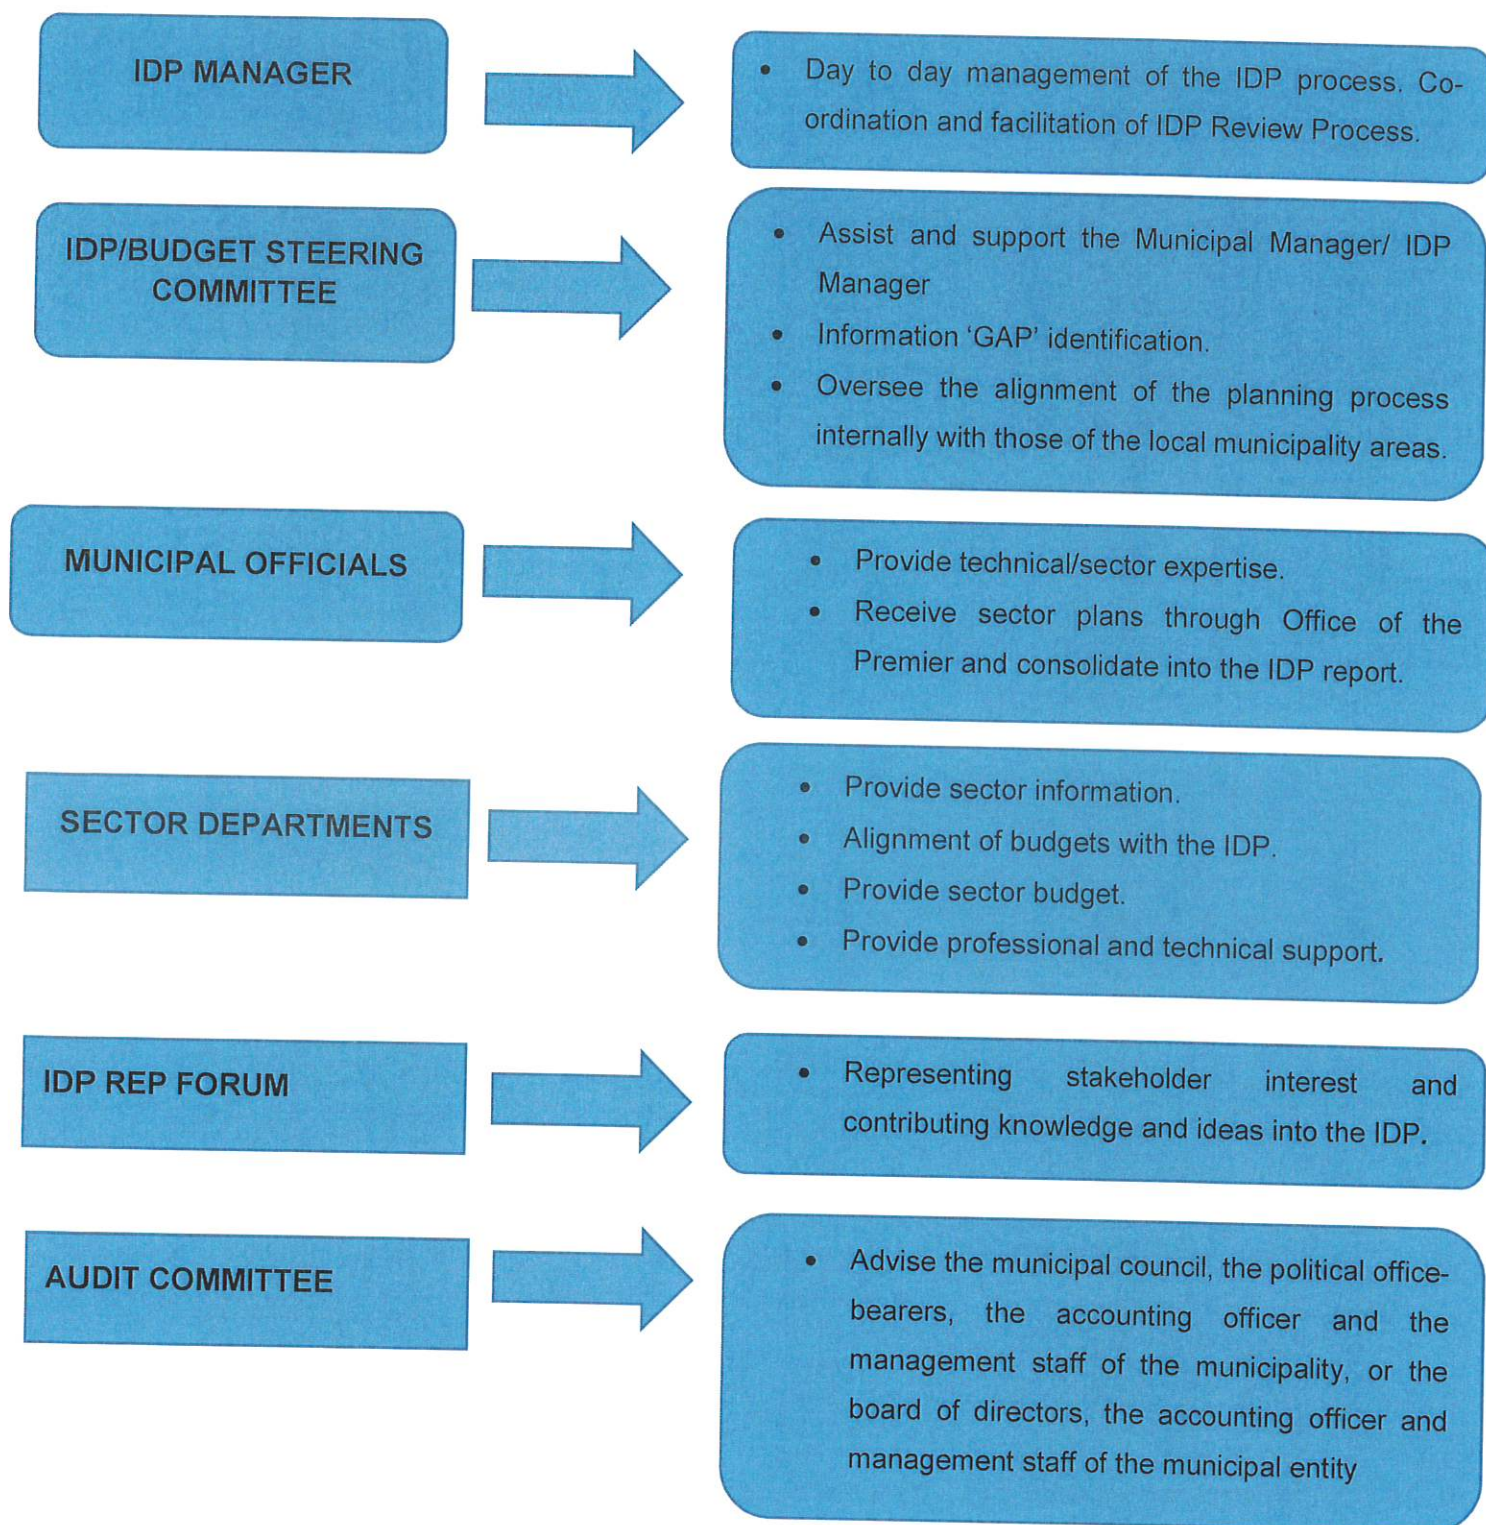 IDP MANAGER
• Day to day management of the IDP process. Co-
ordination and facilitation of IDP Review Process.
IDP/BUDGET STEERING
COMMITTEE
• Assist and support the Municipal Manager/ IDP
Manager
• Information ‘GAP’ identification.
• Oversee the alignment of the planning process
internally with those of the local municipality areas.
MUNICIPAL OFFICIALS
• Provide technical/sector expertise.
• Receive sector plans through Office of the
Premier and consolidate into the IDP report.
SECTOR DEPARTMENTS
• Provide sector information.
• Alignment of budgets with the IDP.
• Provide sector budget.
• Provide professional and technical support.
IDP REP FORUM
• Representing stakeholder interest and
contributing knowledge and ideas into the IDP.
AUDIT COMMITTEE
• Advise the municipal council, the political office-
bearers, the accounting officer and the
management staff of the municipality, or the
board of directors, the accounting officer and
management staff of the municipal entity